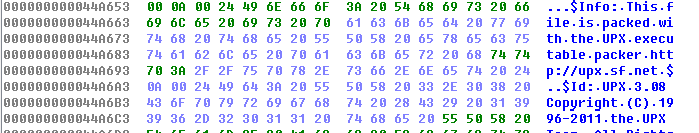 000000000044A653 00 0A 00 24 49 6E 66 6F 3A 20 54 68 69 73 20 66 ...$Info:.This.f
000000000044A663 69 6C 65 20 69 73 20 70 61 63 6B 65 64 20 77 69 ile.is.packed.wi
000000000044A673 74 68 20 74 68 65 20 55 50 58 20 65 78 65 63 75 th.the.UPX.execu
000000000044A683 74 61 62 6C 65 20 70 61 63 6B 65 72 20 68 74 74 table.packer.htt
000000000044A693 70 3A 2F 2F 75 70 78 2E 73 66 2E 6E 65 74 20 24 p://upx.sf.net.$
000000000044A6A3 0A 00 24 49 64 3A 20 55 50 58 20 33 2E 30 38 20 ..$Id:.UPX.3.08
000000000044A6B3 43 6F 70 79 72 69 67 68 74 20 28 43 29 20 31 39 Copyright.(C).19
000000000044A6C3 39 36 2D 32 30 31 31 20 74 68 65 20 55 50 58 20 96-2011.the.UPX